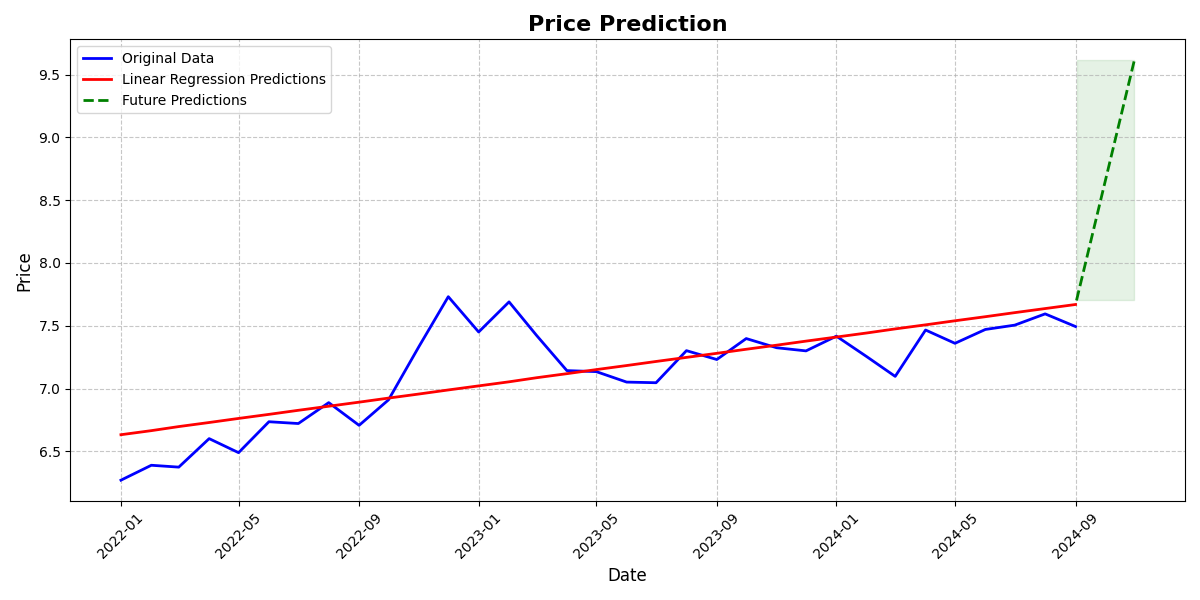 Price Prediction
Original Data
Linear Regression Predictions
Future Predictions
Price
9.5
9.0
8.5
8.0
7.5
7.0
6.5
2022-01
2022-05
2022-09
2023-01
2023-05
2023-09
2024-01
2024-05
2024-09
Date